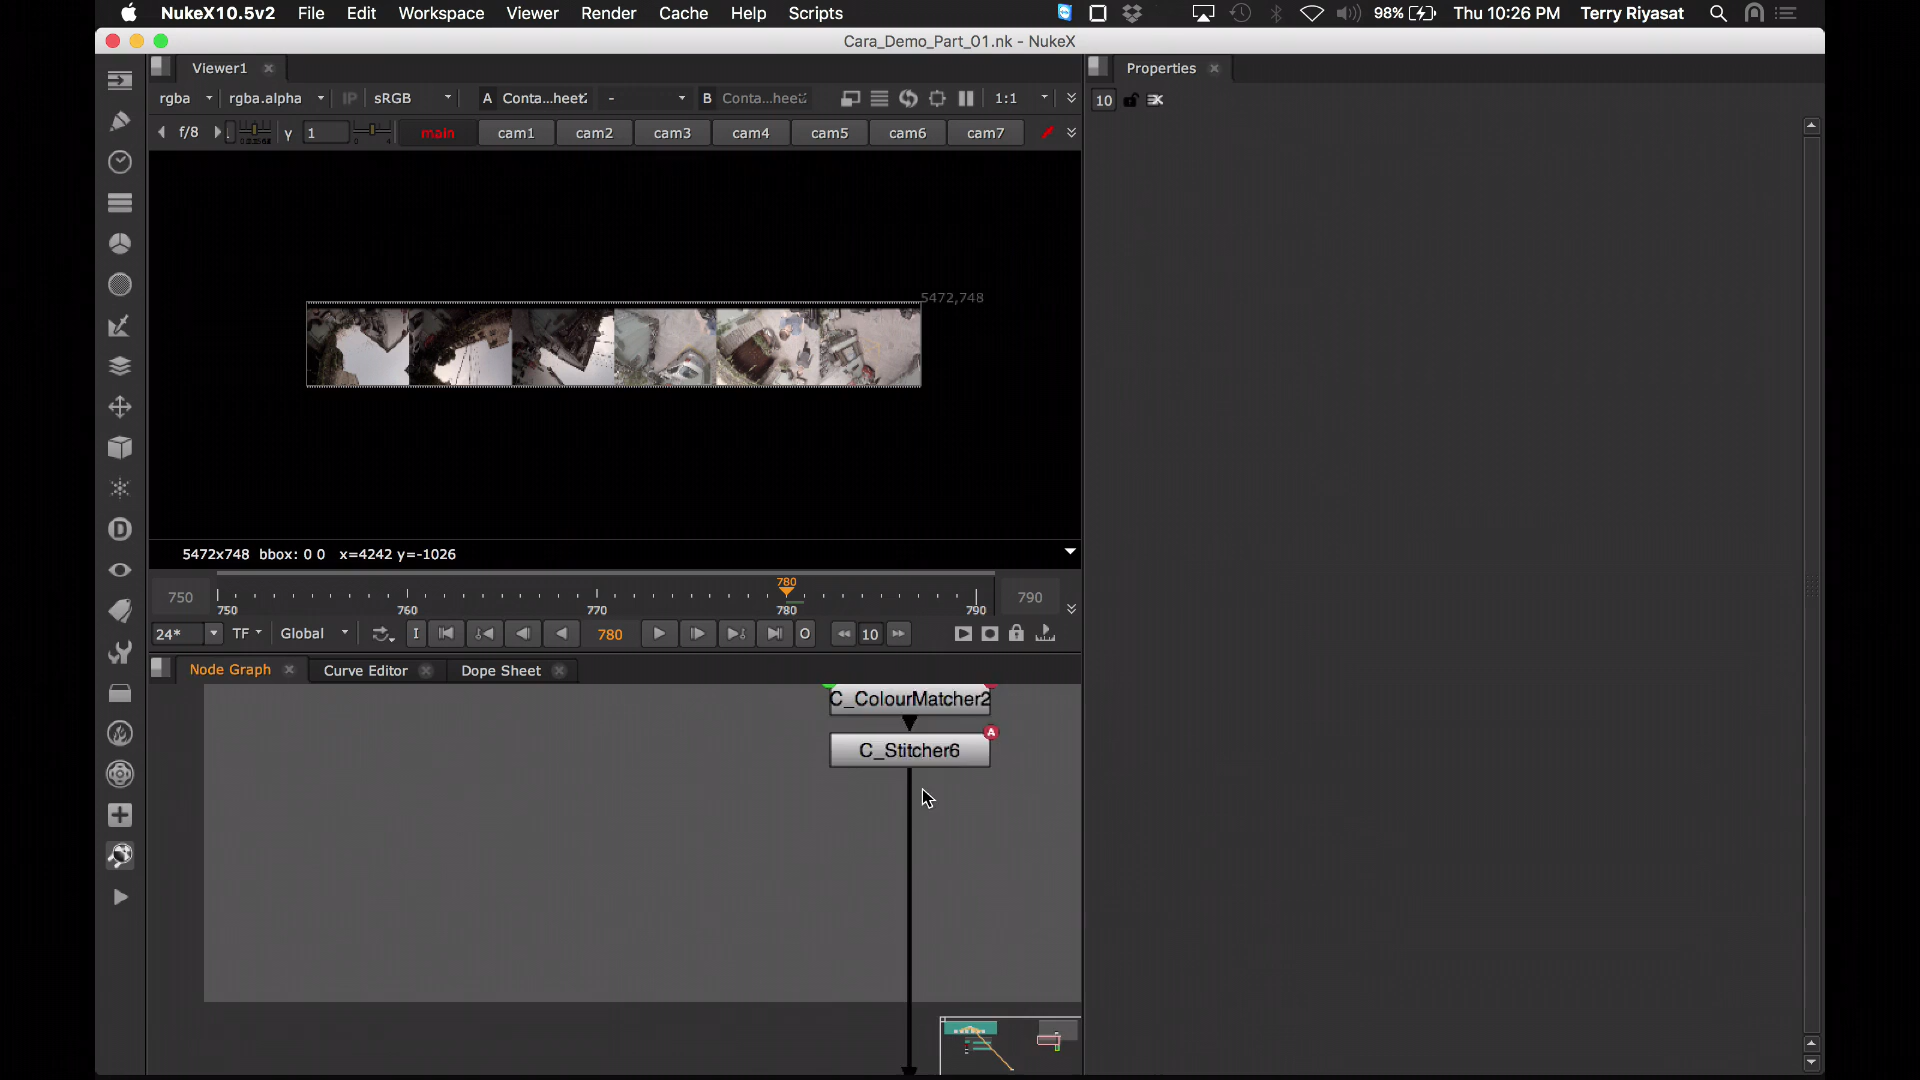 NukeX10.5v2 File Edit Workspace Viewer Render Cache Help Scripts 98% Thu 10:26 PM Terry Riyasat
Cara_Demo_Part_01.nk - NukeX
Viewer1
Properties
rgba rgba.alpha IP sRGB A Conta...heet - B Conta...heet 1:1
10
f/8 γ 1 main cam1 cam2 cam3 cam4 cam5 cam6 cam7
5472,748
5472x748 bbox: 0 0 x=4242 y=-1026
780
750 790
750 760 770 780 790
24* TF Global I 780 O 10
Node Graph Curve Editor Dope Sheet
C_ColourMatcher2
A
C_Stitcher6